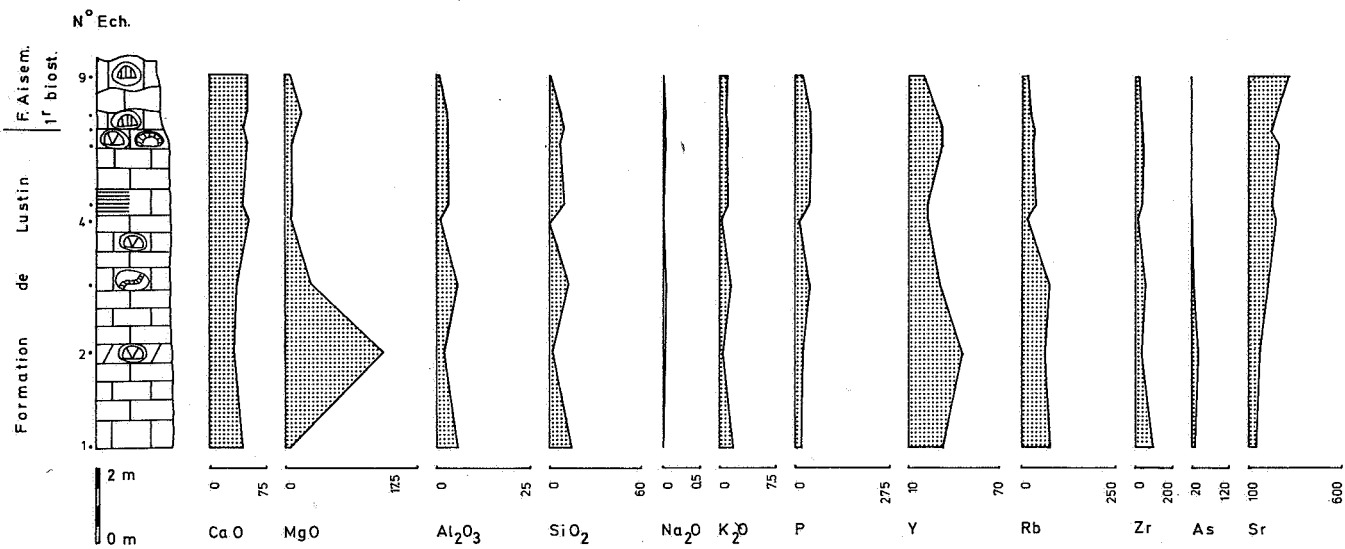 N° Ech.
F. Aisem.
1r biost.
Formation de Lustin
9
4
2
1
2 m
0 m
0 75
0 17.5
0 25
0 60
0 0.5
0 7.5
0 275
10 70
0 250
0 200
20 120
100 600
CaO MgO Al2O3 SiO2 Na2O K2O P Y Rb Zr As Sr